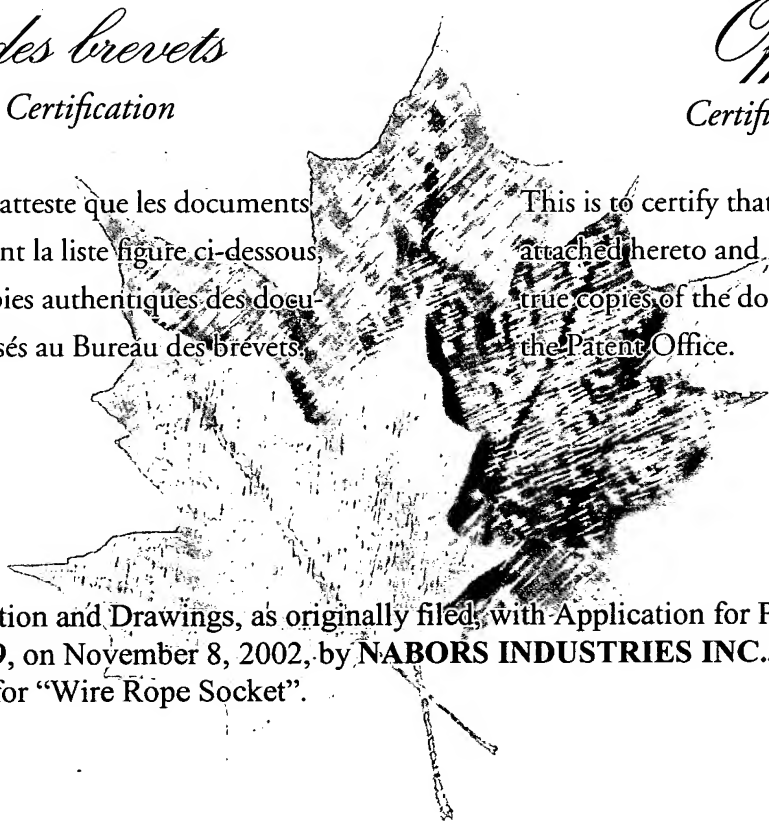 des brevets
Certification
atteste que les documents
nt la liste figure ci-dessous,
pies authentiques des docu-
sés au Bureau des brevets.
Certifi
This is to certify that
attached hereto and
true copies of the do
the Patent Office.
tion and Drawings, as originally filed, with Application for P
9, on November 8, 2002, by NABORS INDUSTRIES INC.
for “Wire Rope Socket”.